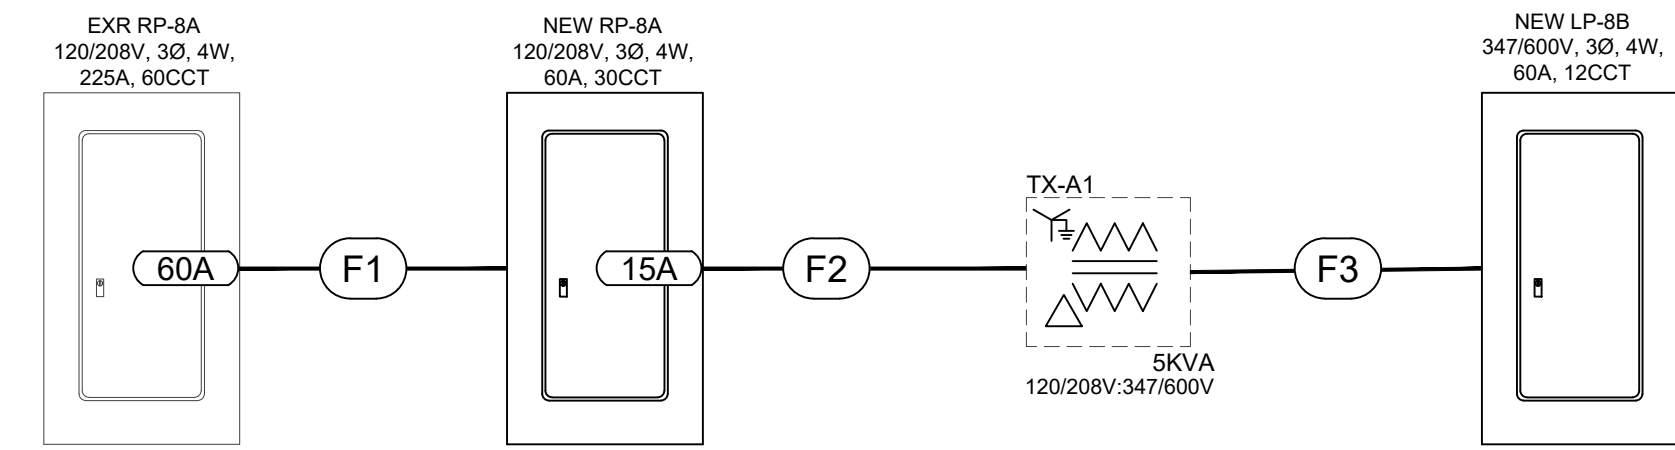 EXR RP-8A
120/208V, 3Ø, 4W,
225A, 60CCT
NEW RP-8A
120/208V, 3Ø, 4W,
60A, 30CCT
NEW LP-8B
347/600V, 3Ø, 4W,
60A, 12CCT
TX-A1
60A
F1
15A
F2
F3
5KVA
120/208V:347/600V